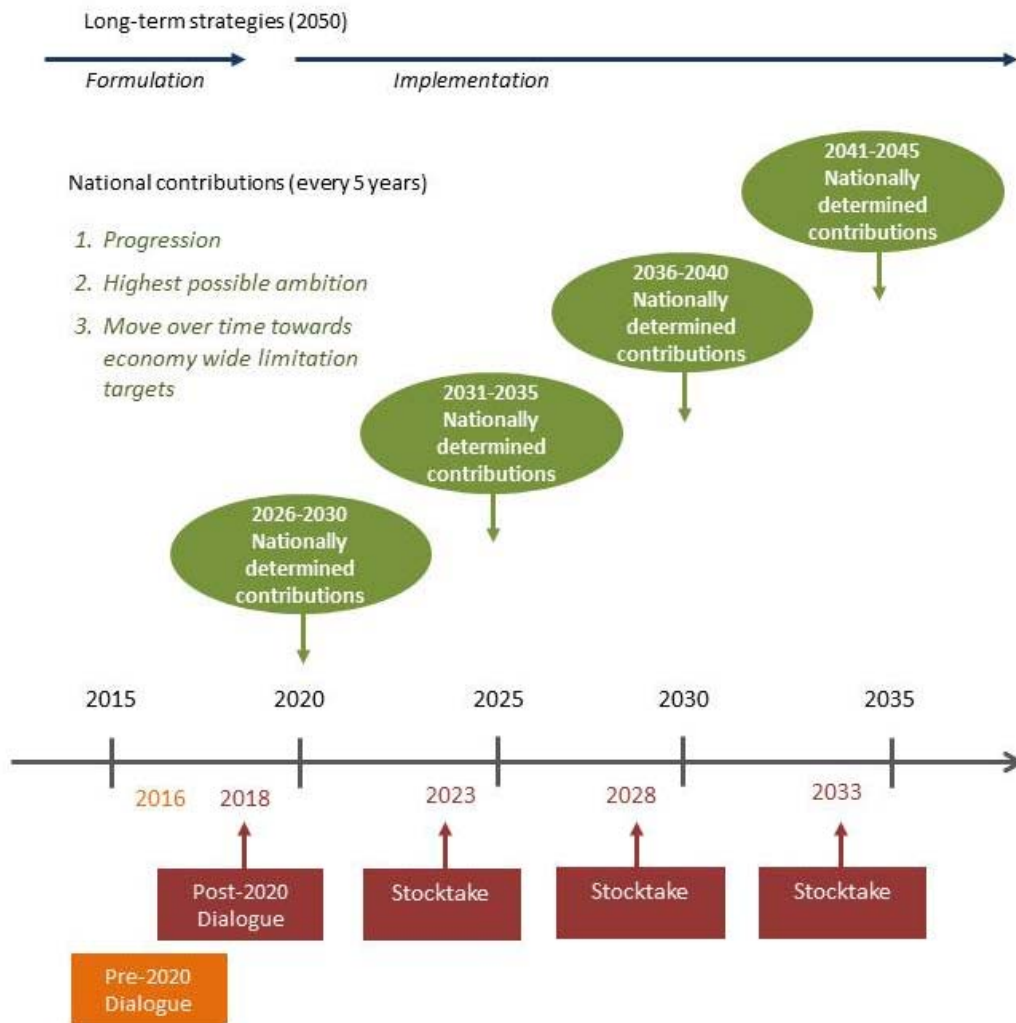 Long-term strategies (2050)
Formulation
Implementation
National contributions (every 5 years)
1. Progression
2. Highest possible ambition
3. Move over time towards
economy wide limitation
targets
2041-2045
Nationally
determined
contributions
2036-2040
Nationally
determined
contributions
2031-2035
Nationally
determined
contributions
2026-2030
Nationally
determined
contributions
2015
2020
2025
2030
2035
2016
2018
2023
2028
2033
Post-2020
Dialogue
Stocktake
Stocktake
Stocktake
Pre-2020
Dialogue